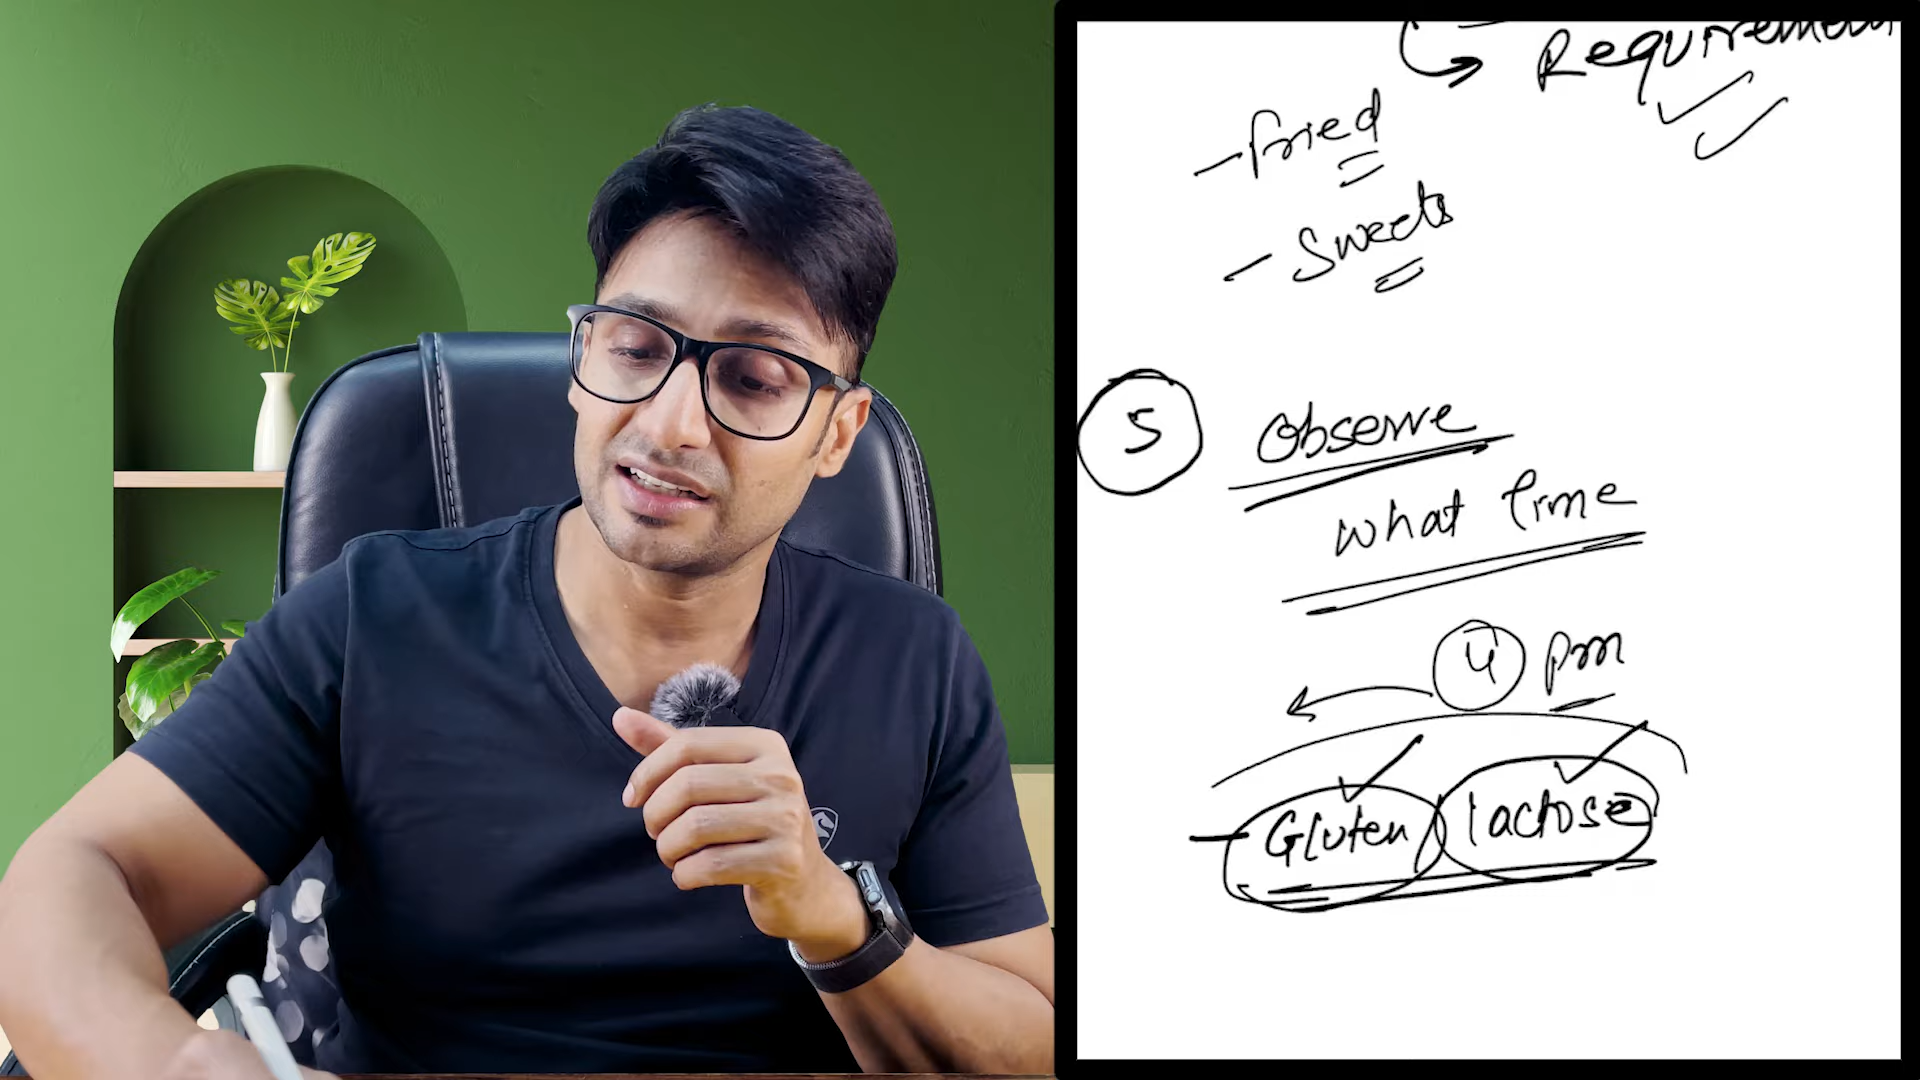 Requirement
- fried
- Sweets
5 Observe
what time
4 pm
- Gluten lactose